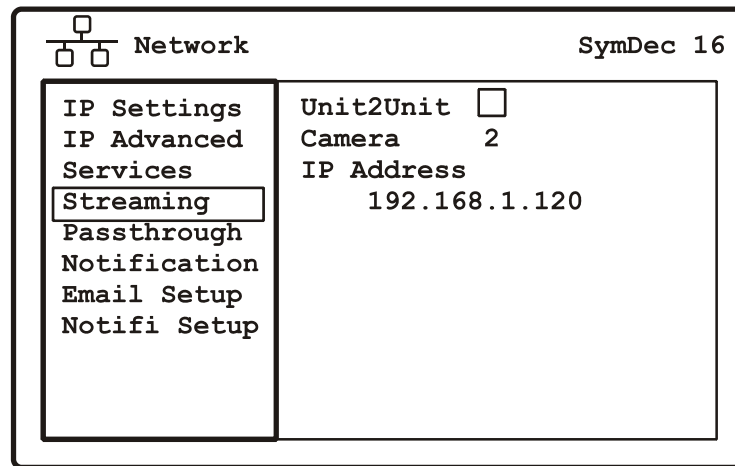 Network
SymDec 16
IP Settings
IP Advanced
Services
Streaming
Passthrough
Notification
Email Setup
Notifi Setup
Unit2Unit
Camera 2
IP Address
192.168.1.120